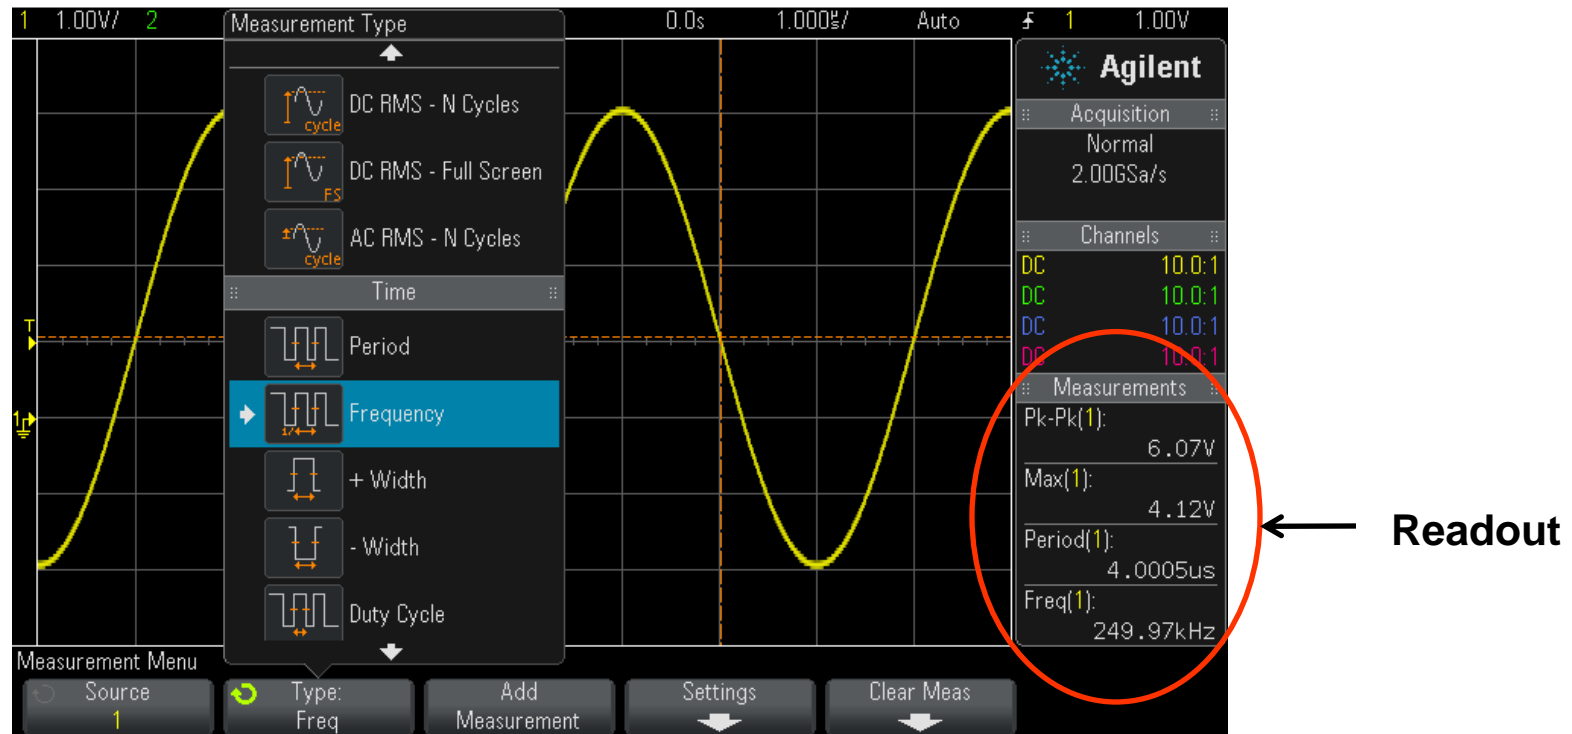 1 1.00V/ 2 0.0s 1.000us/ Auto 1 1.00V
Measurement Type
DC RMS - N Cycles
cycle
DC RMS - Full Screen
FS
AC RMS - N Cycles
cycle
Time
Period
Frequency
1/
+ Width
- Width
Duty Cycle
T
1
Agilent
Acquisition
Normal
2.00GSa/s
Channels
DC 10.0:1
DC 10.0:1
DC 10.0:1
DC 10.0:1
Measurements
Pk-Pk(1):
6.07V
Max(1):
4.12V
Period(1):
4.0005us
Freq(1):
249.97kHz
Readout
Measurement Menu
Source
1
Type:
Freq
Add
Measurement
Settings
Clear Meas